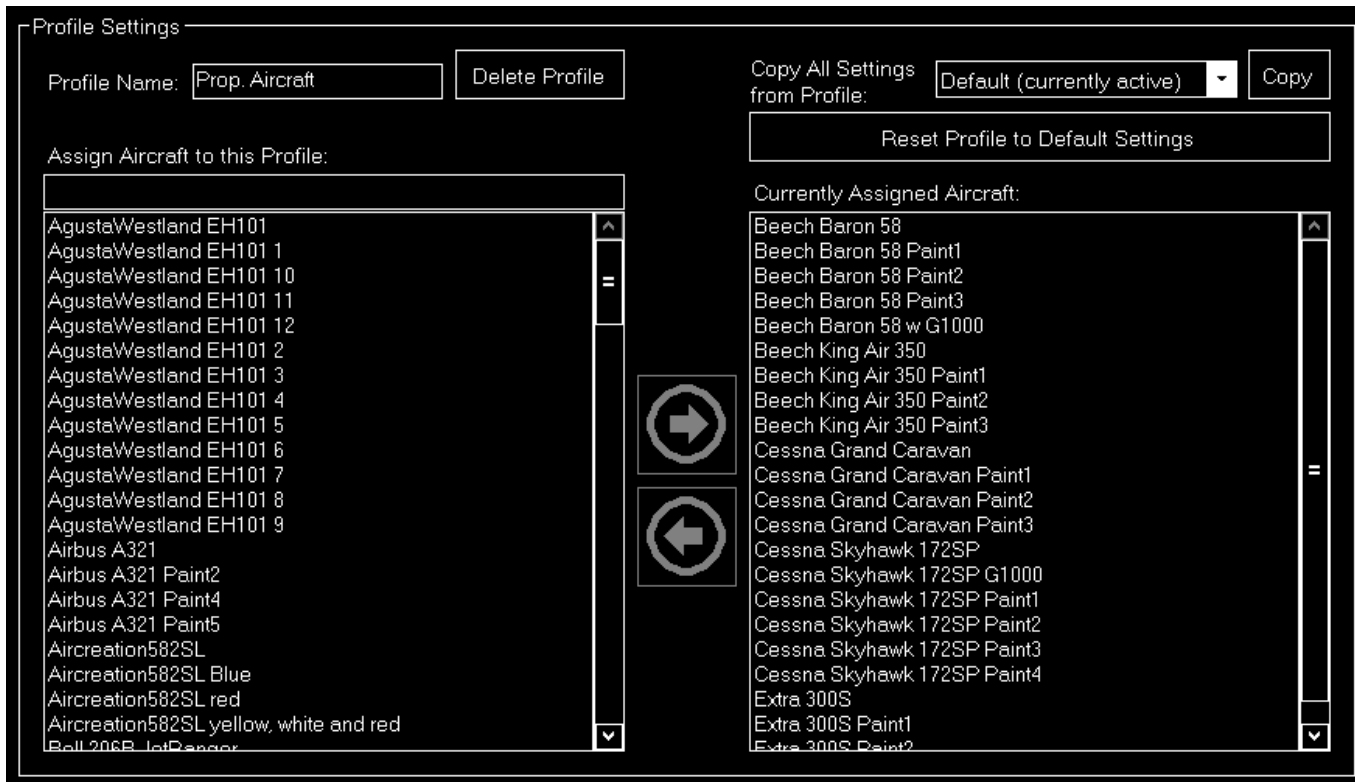 Profile Settings
Profile Name:
Prop. Aircraft
Delete Profile
Copy All Settings
from Profile:
Default (currently active)
Copy
Reset Profile to Default Settings
Assign Aircraft to this Profile:
AgustaWestland EH101
AgustaWestland EH101 1
AgustaWestland EH101 10
AgustaWestland EH101 11
AgustaWestland EH101 12
AgustaWestland EH101 2
AgustaWestland EH101 3
AgustaWestland EH101 4
AgustaWestland EH101 5
AgustaWestland EH101 6
AgustaWestland EH101 7
AgustaWestland EH101 8
AgustaWestland EH101 9
Airbus A321
Airbus A321 Paint2
Airbus A321 Paint4
Airbus A321 Paint5
Aircreation582SL
Aircreation582SL Blue
Aircreation582SL red
Aircreation582SL yellow, white and red
Bell 206B JetRanger
Currently Assigned Aircraft:
Beech Baron 58
Beech Baron 58 Paint1
Beech Baron 58 Paint2
Beech Baron 58 Paint3
Beech Baron 58 w G1000
Beech King Air 350
Beech King Air 350 Paint1
Beech King Air 350 Paint2
Beech King Air 350 Paint3
Cessna Grand Caravan
Cessna Grand Caravan Paint1
Cessna Grand Caravan Paint2
Cessna Grand Caravan Paint3
Cessna Skyhawk 172SP
Cessna Skyhawk 172SP G1000
Cessna Skyhawk 172SP Paint1
Cessna Skyhawk 172SP Paint2
Cessna Skyhawk 172SP Paint3
Cessna Skyhawk 172SP Paint4
Extra 300S
Extra 300S Paint1
Extra 300S Paint2